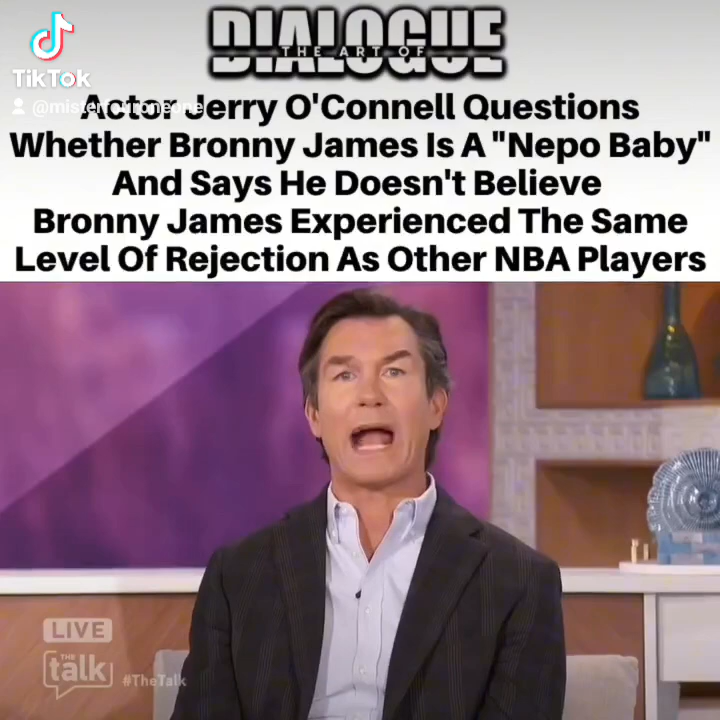 DIALOGUE
THE ART OF
TikTok
@misterfouroneone
Actor Jerry O'Connell Questions
Whether Bronny James Is A "Nepo Baby"
And Says He Doesn't Believe
Bronny James Experienced The Same
Level Of Rejection As Other NBA Players
LIVE
THE
talk
#TheTalk